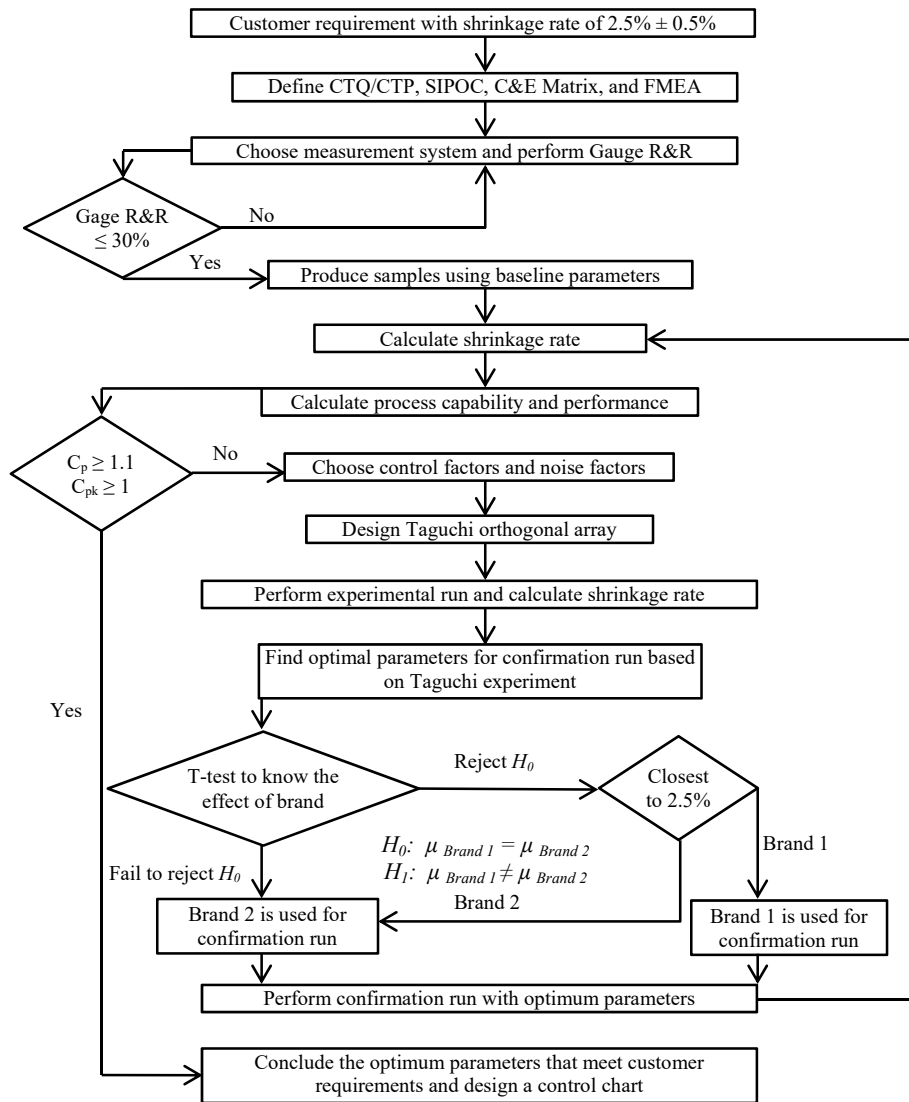 Customer requirement with shrinkage rate of 2.5% ± 0.5%
Define CTQ/CTP, SIPOC, C&E Matrix, and FMEA
Choose measurement system and perform Gauge R&R
Gage R&R
≤ 30%
No
Yes
Produce samples using baseline parameters
Calculate shrinkage rate
Calculate process capability and performance
Cp ≥ 1.1
Cpk ≥ 1
No
Choose control factors and noise factors
Design Taguchi orthogonal array
Perform experimental run and calculate shrinkage rate
Find optimal parameters for confirmation run based
on Taguchi experiment
Yes
T-test to know the
effect of brand
Reject H0
Closest
to 2.5%
H0: μ Brand 1 = μ Brand 2
H1: μ Brand 1 ≠ μ Brand 2
Brand 1
Fail to reject H0
Brand 2
Brand 2 is used for
confirmation run
Brand 1 is used for
confirmation run
Perform confirmation run with optimum parameters
Conclude the optimum parameters that meet customer
requirements and design a control chart